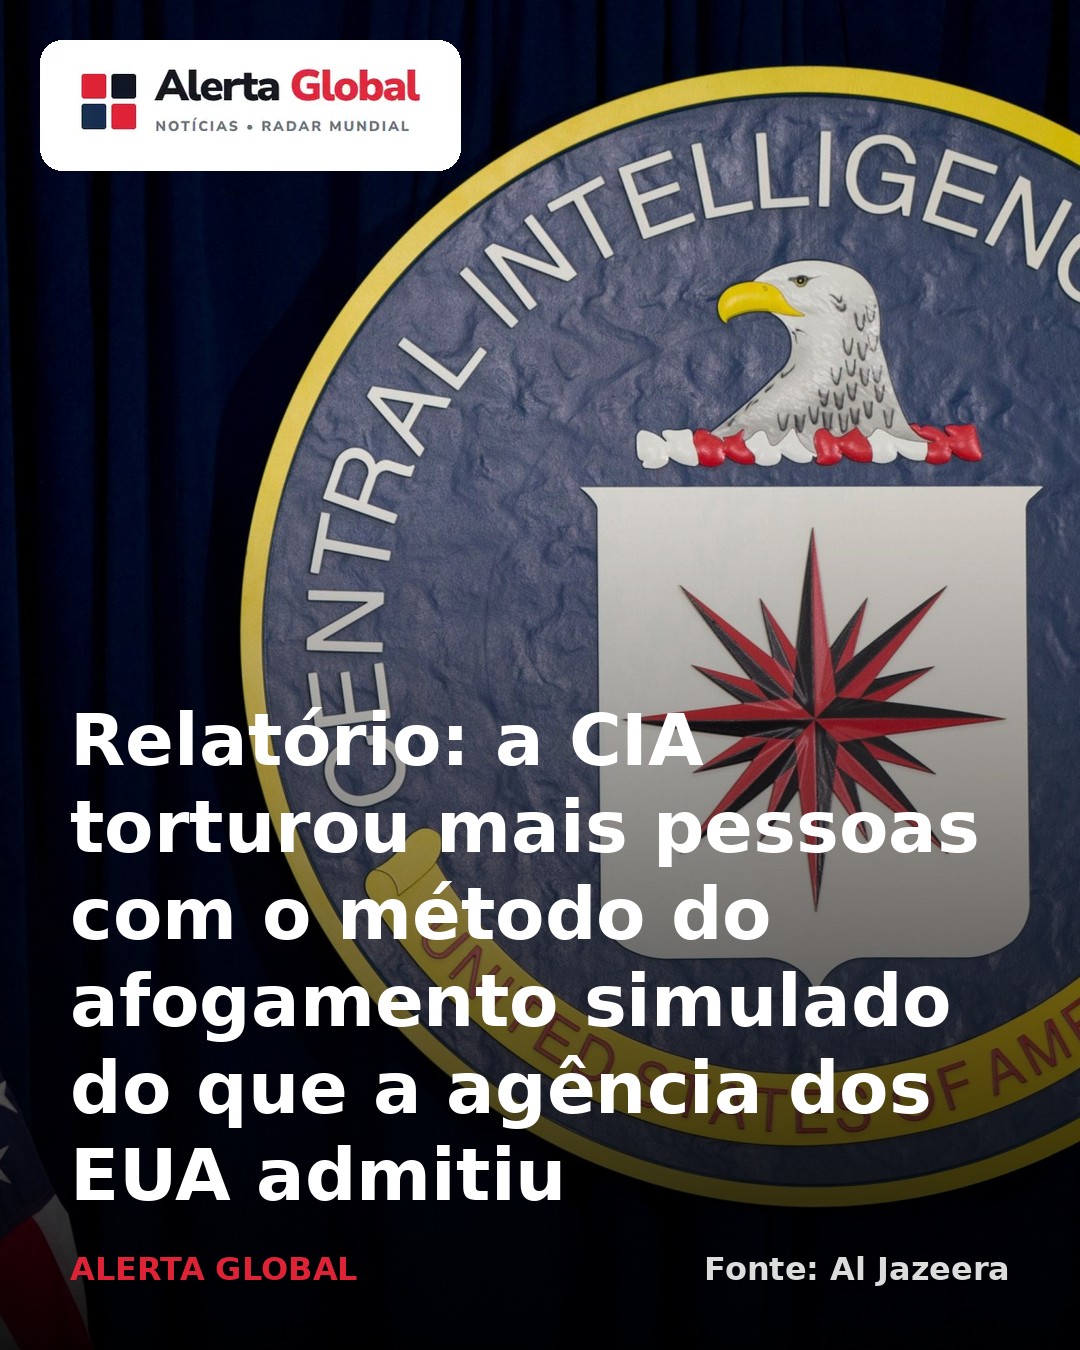 Alerta Global
NOTÍCIAS • RADAR MUNDIAL
CENTRAL INTELLIGENC
UNITED STATES OF AME
Relatório: a CIA
torturou mais pessoas
com o método do
afogamento simulado
do que a agência dos
EUA admitiu
ALERTA GLOBAL
Fonte: Al Jazeera